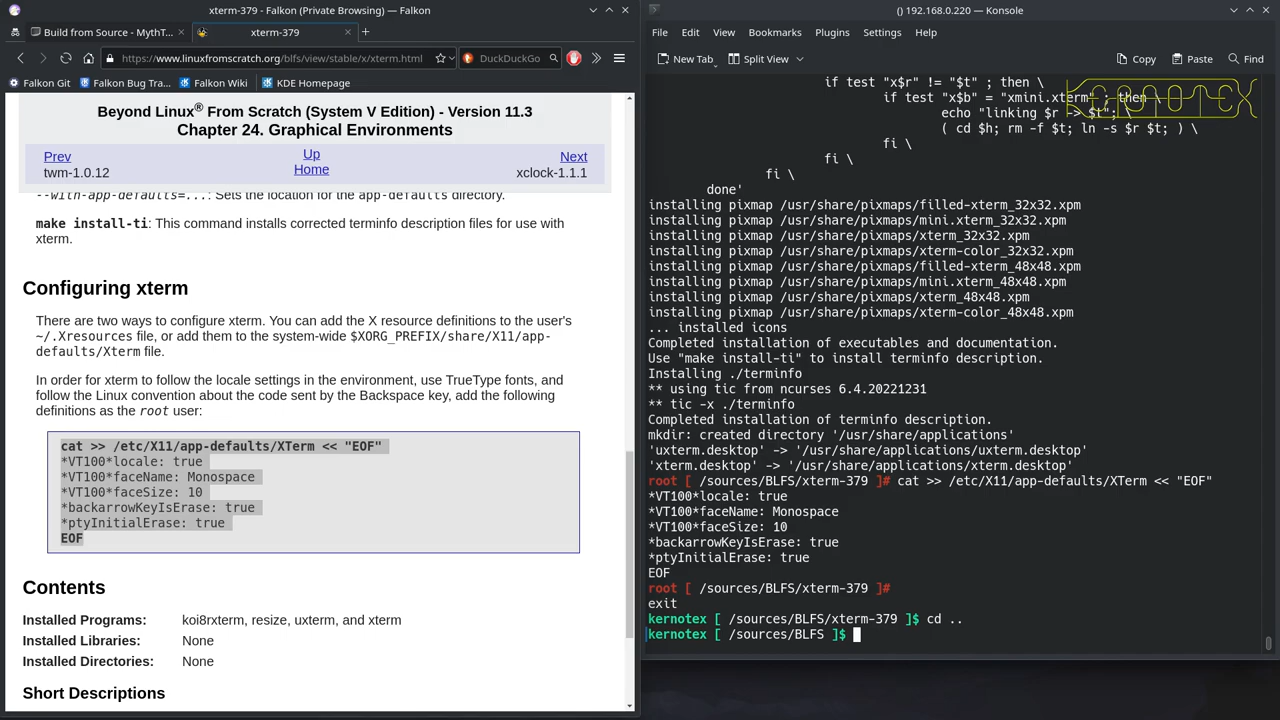 xterm-379 - Falkon (Private Browsing) — Falkon
Build from Source - MythT...
xterm-379
https://www.linuxfromscratch.org/blfs/view/stable/x/xterm.html
DuckDuckGo
Falkon Git
Falkon Bug Tra...
Falkon Wiki
KDE Homepage
Beyond Linux® From Scratch (System V Edition) - Version 11.3
Chapter 24. Graphical Environments
Prev
Up
Next
twm-1.0.12
Home
xclock-1.1.1
--with-app-defaults=...: Sets the location for the app-defaults directory.
make install-ti: This command installs corrected terminfo description files for use with
xterm.
Configuring xterm
There are two ways to configure xterm. You can add the X resource definitions to the user's
~/.Xresources file, or add them to the system-wide $XORG_PREFIX/share/X11/app-
defaults/Xterm file.
In order for xterm to follow the locale settings in the environment, use TrueType fonts, and
follow the Linux convention about the code sent by the Backspace key, add the following
definitions as the root user:
cat >> /etc/X11/app-defaults/XTerm << "EOF"
*VT100*locale: true
*VT100*faceName: Monospace
*VT100*faceSize: 10
*backarrowKeyIsErase: true
*ptyInitialErase: true
EOF
Contents
Installed Programs: koi8rxterm, resize, uxterm, and xterm
Installed Libraries: None
Installed Directories: None
Short Descriptions
() 192.168.0.220 — Konsole
File Edit View Bookmarks Plugins Settings Help
New Tab
Split View
Copy
Paste
Find
KERNOTEX
if test "x$r" != "$t" ; then \
if test "x$b" = "xmini.xterm" ; then \
echo "linking $r -> $t"; \
( cd $h; rm -f $t; ln -s $r $t; ) \
fi \
fi \
fi \
done'
installing pixmap /usr/share/pixmaps/filled-xterm_32x32.xpm
installing pixmap /usr/share/pixmaps/mini.xterm_32x32.xpm
installing pixmap /usr/share/pixmaps/xterm_32x32.xpm
installing pixmap /usr/share/pixmaps/xterm-color_32x32.xpm
installing pixmap /usr/share/pixmaps/filled-xterm_48x48.xpm
installing pixmap /usr/share/pixmaps/mini.xterm_48x48.xpm
installing pixmap /usr/share/pixmaps/xterm_48x48.xpm
installing pixmap /usr/share/pixmaps/xterm-color_48x48.xpm
... installed icons
Completed installation of executables and documentation.
Use "make install-ti" to install terminfo description.
Installing ./terminfo
** using tic from ncurses 6.4.20221231
** tic -x ./terminfo
Completed installation of terminfo description.
mkdir: created directory '/usr/share/applications'
'uxterm.desktop' -> '/usr/share/applications/uxterm.desktop'
'xterm.desktop' -> '/usr/share/applications/xterm.desktop'
root [ /sources/BLFS/xterm-379 ]# cat >> /etc/X11/app-defaults/XTerm << "EOF"
*VT100*locale: true
*VT100*faceName: Monospace
*VT100*faceSize: 10
*backarrowKeyIsErase: true
*ptyInitialErase: true
EOF
root [ /sources/BLFS/xterm-379 ]#
exit
kernotex [ /sources/BLFS/xterm-379 ]$ cd ..
kernotex [ /sources/BLFS ]$